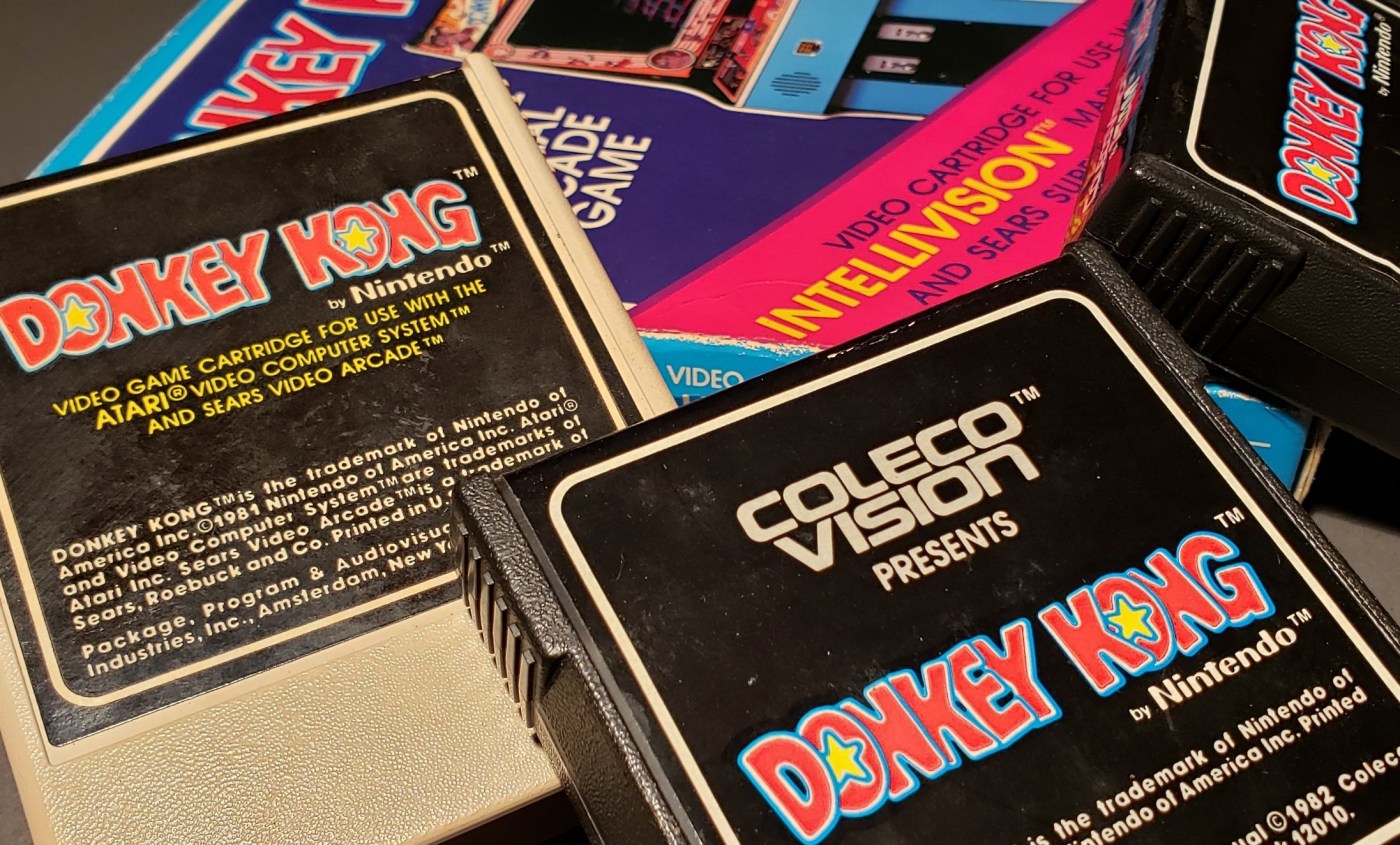 DONKEY KONG™
by Nintendo™
VIDEO GAME CARTRIDGE FOR USE WITH THE
ATARI® VIDEO COMPUTER SYSTEM™
AND SEARS VIDEO ARCADE™
DONKEY KONG™ is the trademark of Nintendo of
America Inc. ©1981 Nintendo of America Inc. Atari®
and Video Computer System™ are trademarks of
Atari Inc. Sears Video Arcade™ is a trademark of
Sears, Roebuck and Co. Printed in U.
Package, Program & Audiovisual
Industries, Inc., Amsterdam, New Y
NKEY K
CADE
GAME
VIDEO CARTRIDGE FOR USE
INTELLIVISION™
AND SEARS SUP
VIDEO
DONKEY KONG
by Nintendo®
COLECO
VISION™
PRESENTS
DONKEY KONG™
by Nintendo™
is the trademark of Nintendo of
Nintendo of America Inc. Printed
©1982 Colec
12010.